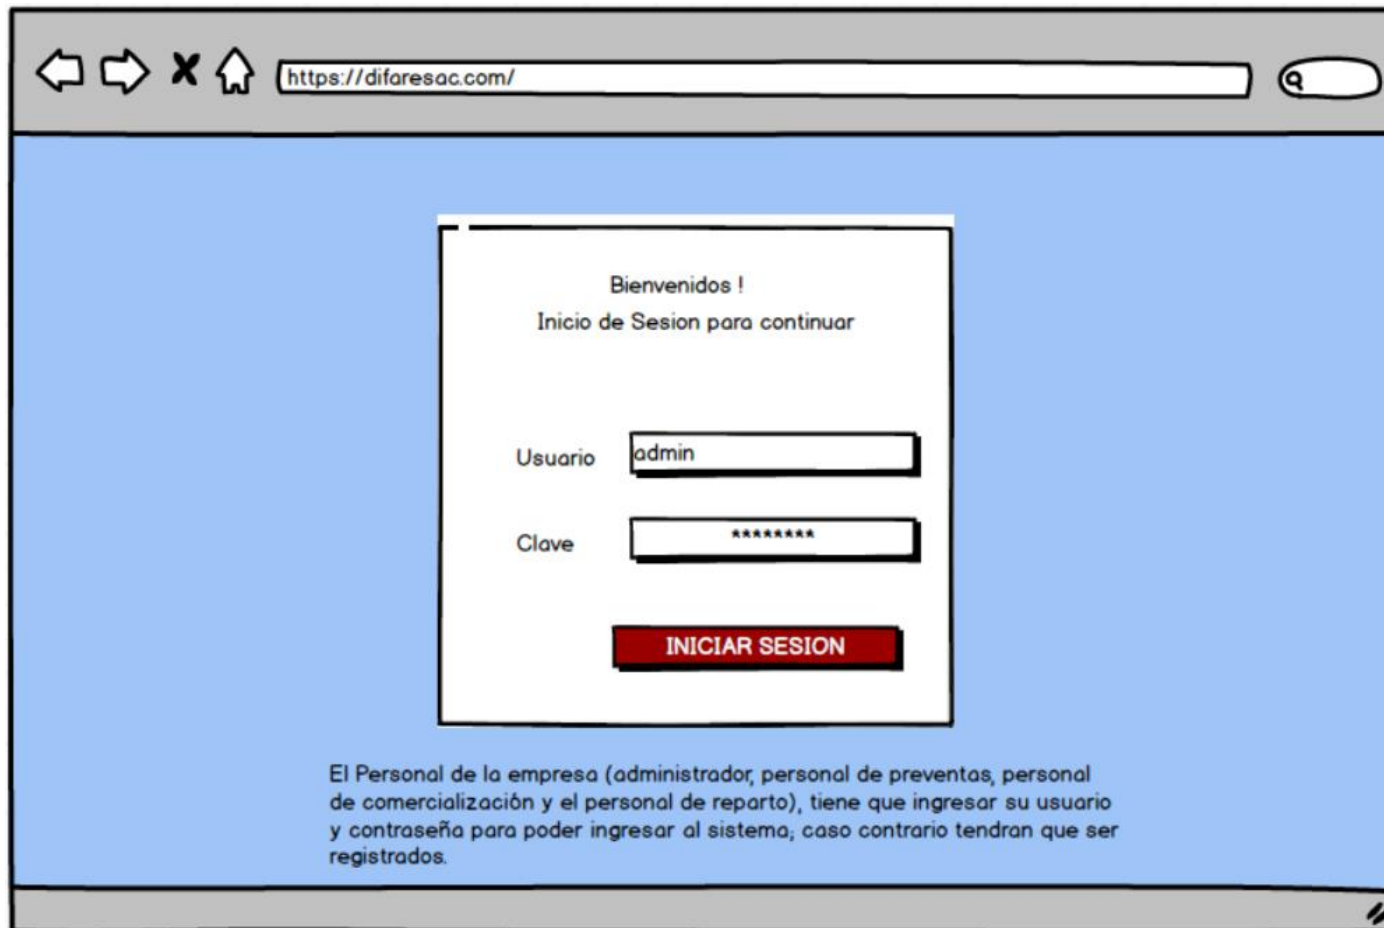 https://difaresac.com/
Bienvenidos !
Inicio de Sesion para continuar
Usuario
admin
Clave
********
INICIAR SESION
El Personal de la empresa (administrador, personal de preventas, personal
de comercialización y el personal de reparto), tiene que ingresar su usuario
y contraseña para poder ingresar al sistema; caso contrario tendran que ser
registrados.